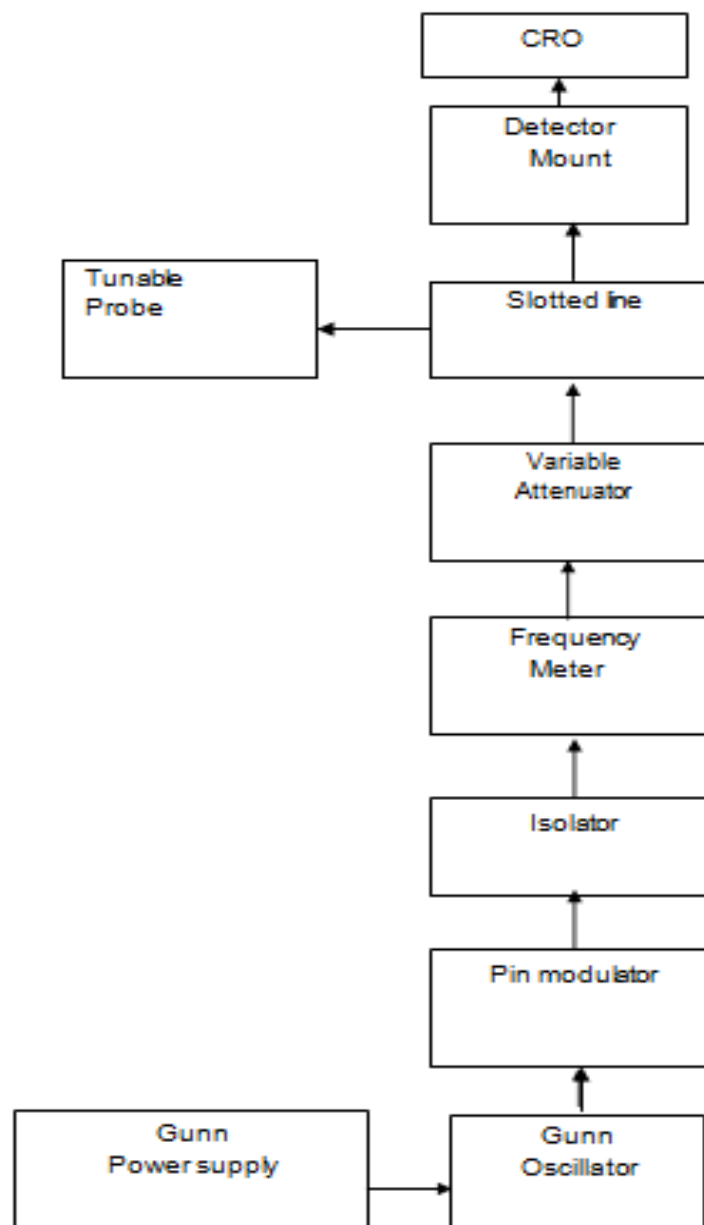 CRO
Detector
Mount
Tunable
Probe
Slotted line
Variable
Attenuator
Frequency
Meter
Isolator
Pin modulator
Gunn
Power supply
Gunn
Oscillator